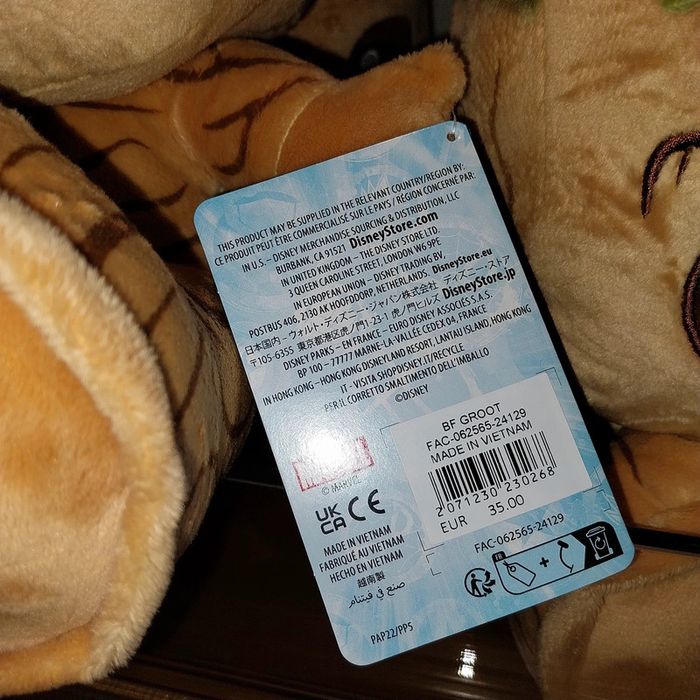 THIS PRODUCT MAY BE SUPPLIED IN THE RELEVANT COUNTRY/REGION BY:
CE PRODUIT PEUT ÊTRE COMMERCIALISÉ SUR LE PAYS / RÉGION CONCERNÉ PAR:
IN U.S. – DISNEY MERCHANDISE SOURCING & DISTRIBUTION, LLC
BURBANK, CA 91521 DisneyStore.com
IN UNITED KINGDOM – THE DISNEY STORE LTD.
3 QUEEN CAROLINE STREET, LONDON W6 9PE
IN EUROPEAN UNION – DISNEY TRADING BV,
POSTBUS 406, 2130 AK HOOFDDORP, NETHERLANDS. DisneyStore.eu
日本国内 – ウォルト・ディズニー・ジャパン株式会社 ディズニー・ストア
〒105-6355 東京都港区虎ノ門1-23-1 虎ノ門ヒルズ DisneyStore.jp
DISNEY PARKS – EN FRANCE – EURO DISNEY ASSOCIÉS S.A.S.
BP 100 – 77777 MARNE-LA-VALLÉE CEDEX 04, FRANCE
IN HONG KONG – HONG KONG DISNEYLAND RESORT, LANTAU ISLAND, HONG KONG
IT - VISITA SHOPDISNEY.IT/RECYCLE
PER IL CORRETTO SMALTIMENTO DELL'IMBALLO
©DISNEY
BF GROOT
FAC-062565-24129
MADE IN VIETNAM
2071230230268
EUR 35.00
MARVEL
© MARVEL
UK
CA CE
MADE IN VIETNAM
FABRIQUÉ AU VIETNAM
HECHO EN VIETNAM
越南製
صنع في فيتنام
FAC-062565-24129
FR
+
PAP22/PP5